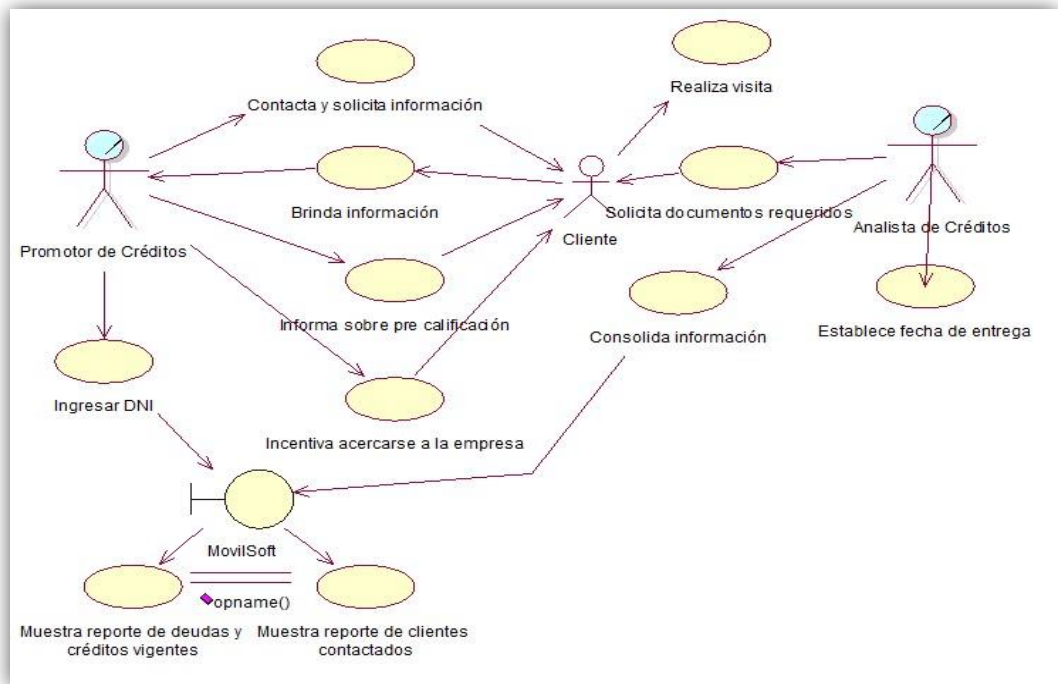 Contacta y solicita información
Realiza visita
Brinda información
Solicita documentos requeridos
Promotor de Créditos
Cliente
Analista de Créditos
Informa sobre pre calificación
Consolida información
Establece fecha de entrega
Ingresar DNI
Incentiva acercarse a la empresa
MovilSoft
opname()
Muestra reporte de deudas y
créditos vigentes
Muestra reporte de clientes
contactados